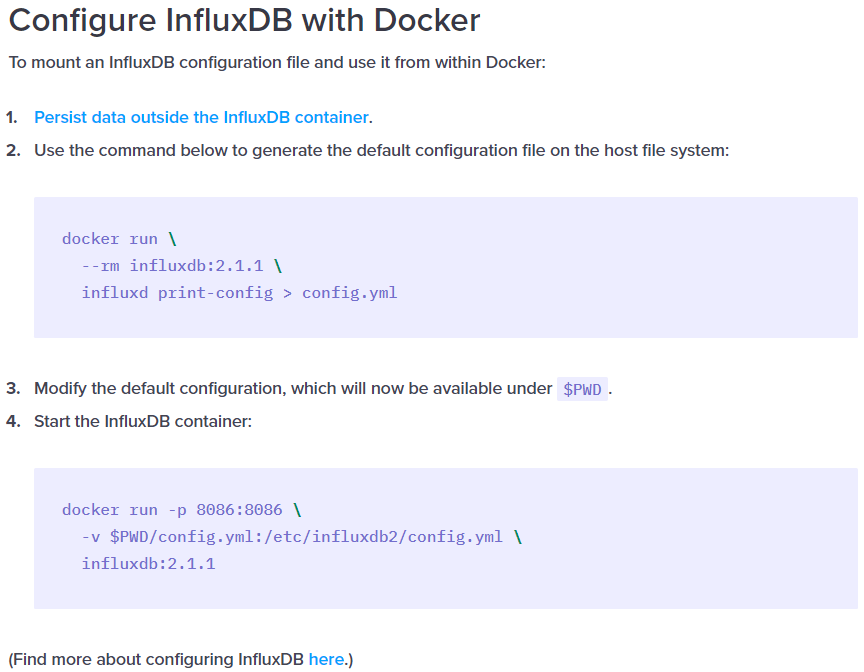 Configure InfluxDB with Docker
To mount an InfluxDB configuration file and use it from within Docker:
1. Persist data outside the InfluxDB container.
2. Use the command below to generate the default configuration file on the host file system:
docker run \
  --rm influxdb:2.1.1 \
  influxd print-config > config.yml
3. Modify the default configuration, which will now be available under $PWD.
4. Start the InfluxDB container:
docker run -p 8086:8086 \
  -v $PWD/config.yml:/etc/influxdb2/config.yml \
  influxdb:2.1.1
(Find more about configuring InfluxDB here.)